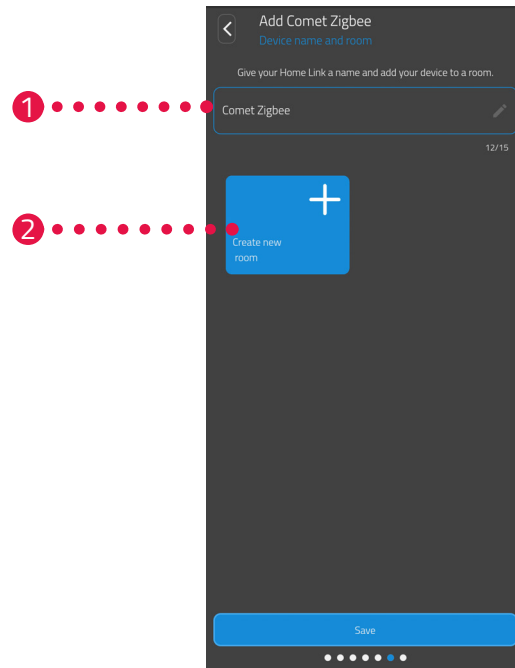 Add Comet Zigbee
Device name and room
Give your Home Link a name and add your device to a room.
1
Comet Zigbee
12/15
2
Create new
room
Save